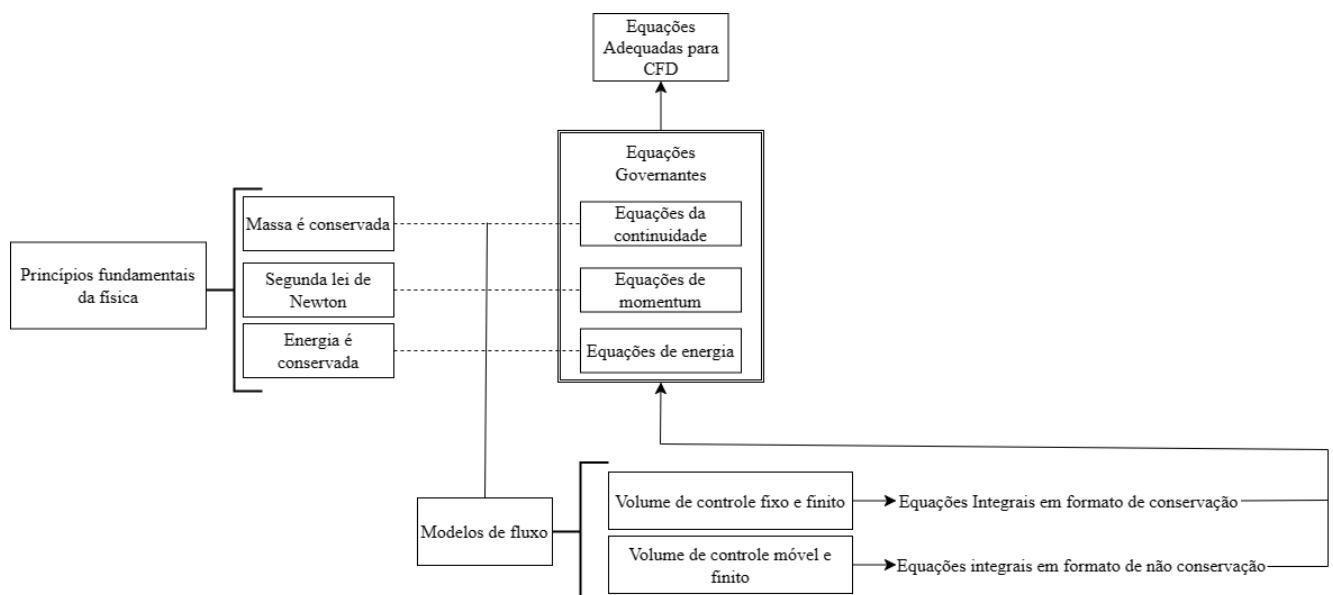 Equações
Adequadas para
CFD
Equações
Governantes
Massa é conservada
Equações da
continuidade
Princípios fundamentais
da física
Segunda lei de
Newton
Equações de
momentum
Energia é
conservada
Equações de energia
Modelos de fluxo
Volume de controle fixo e finito
Equações Integrais em formato de conservação
Volume de controle móvel e
finito
Equações integrais em formato de não conservação